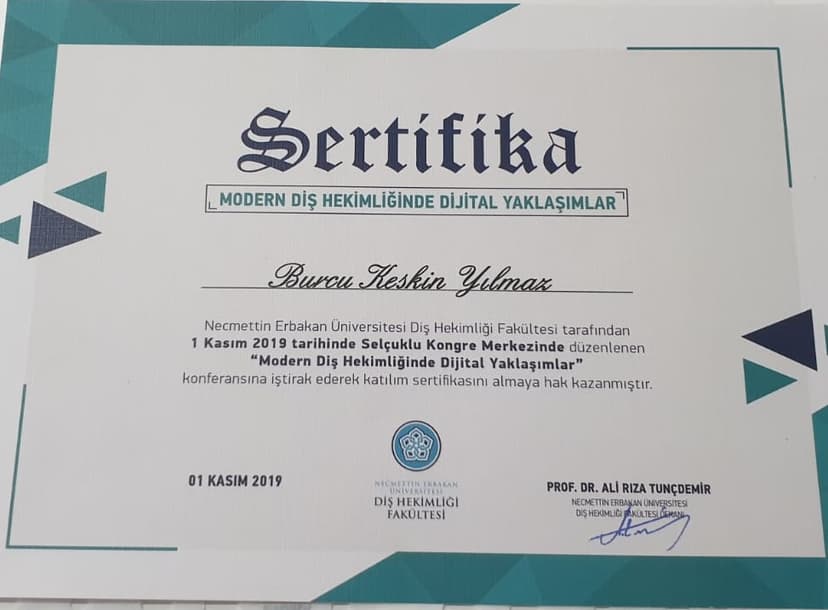 Sertifika
MODERN DİŞ HEKİMLİĞİNDE DİJİTAL YAKLAŞIMLAR
Burcu Keskin Yılmaz
Necmettin Erbakan Üniversitesi Diş Hekimliği Fakültesi tarafından
1 Kasım 2019 tarihinde Selçuklu Kongre Merkezinde düzenlenen
“Modern Diş Hekimliğinde Dijital Yaklaşımlar”
konferansına iştirak ederek katılım sertifikasını almaya hak kazanmıştır.
01 KASIM 2019
NECMETTİN ERBAKAN
ÜNİVERSİTESİ
DİŞ HEKİMLİĞİ
FAKÜLTESİ
PROF. DR. ALİ RIZA TUNÇDEMİR
NECMETTİN ERBAKAN ÜNİVERSİTESİ
DİŞ HEKİMLİĞİ FAKÜLTESİ DEKANI